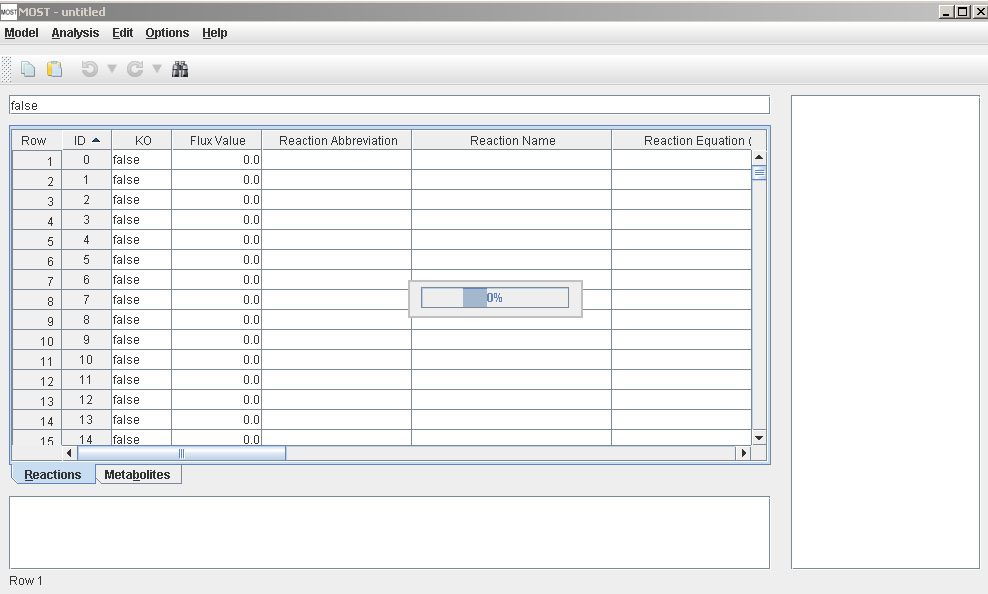 MOST MOST - untitled
Model Analysis Edit Options Help
false
Row ID KO Flux Value Reaction Abbreviation Reaction Name Reaction Equation (
1 0 false 0.0
2 1 false 0.0
3 2 false 0.0
4 3 false 0.0
5 4 false 0.0
6 5 false 0.0
7 6 false 0.0
8 7 false 0.0
9 8 false 0.0
10 9 false 0.0
11 10 false 0.0
12 11 false 0.0
13 12 false 0.0
14 13 false 0.0
15 14 false 0.0
0%
Reactions Metabolites
Row 1